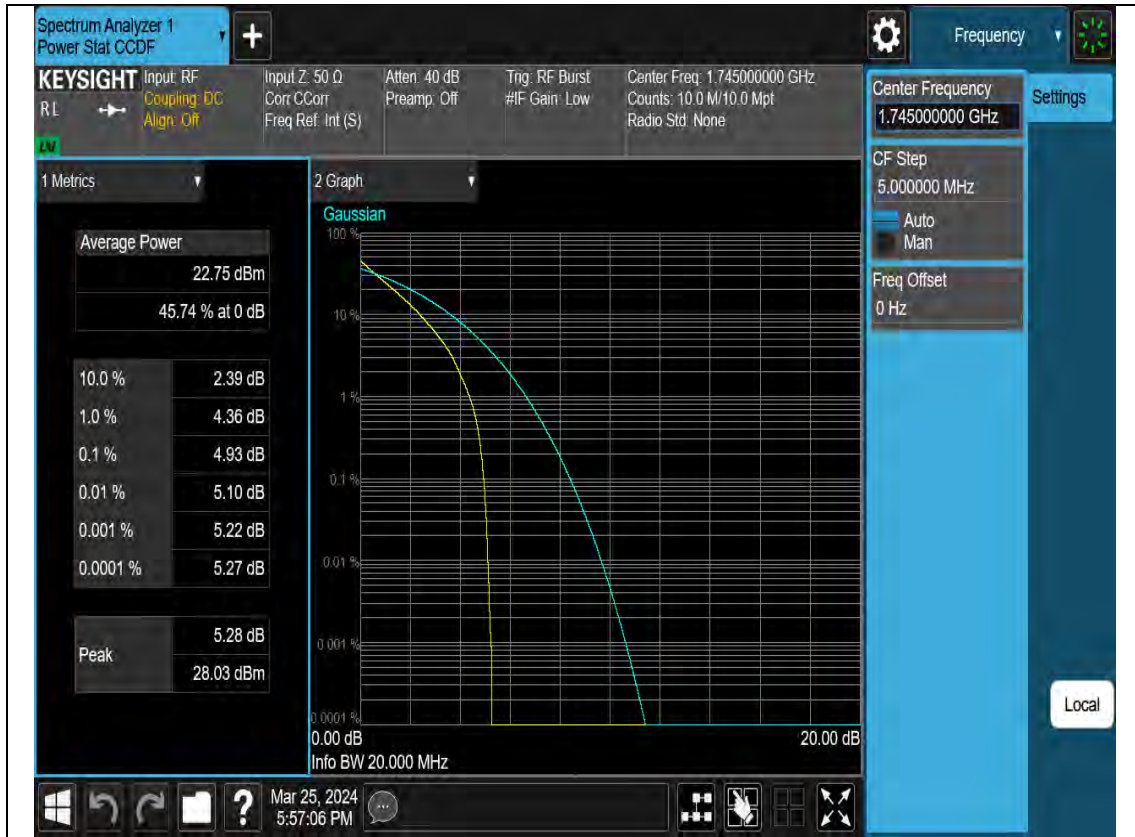 Spectrum Analyzer 1
Power Stat CCDF
+
Frequency
KEYSIGHT
RL
LNI
Input: RF
Coupling: DC
Align: Off
Input Z: 50 Ω
Corr CCorr
Freq Ref: Int (S)
Atten: 40 dB
Preamp: Off
Trig: RF Burst
#IF Gain: Low
Center Freq: 1.745000000 GHz
Counts: 10.0 M/10.0 Mpt
Radio Std: None
Center Frequency
1.745000000 GHz
Settings
CF Step
5.000000 MHz
Auto
Man
Freq Offset
0 Hz
1 Metrics
Average Power
22.75 dBm
45.74 % at 0 dB
10.0 % 2.39 dB
1.0 % 4.36 dB
0.1 % 4.93 dB
0.01 % 5.10 dB
0.001 % 5.22 dB
0.0001 % 5.27 dB
Peak
5.28 dB
28.03 dBm
2 Graph
Gaussian
100 %
10 %
1 %
0.1 %
0.01 %
0.001 %
0.0001 %
0.00 dB 20.00 dB
Info BW 20.000 MHz
Local
?
Mar 25, 2024
5:57:06 PM